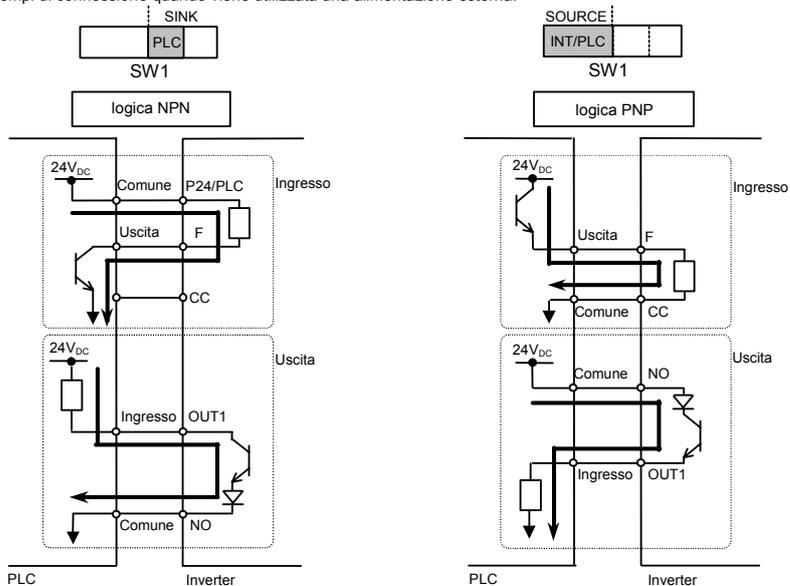 connessione quando viene utilizzata una alimentazione esterna.
SINK
PLC
SW1
logica NPN
24VDC
Comune P24/PLC
Ingresso
Uscita F
CC
24VDC
Uscita
Ingresso OUT1
Comune NO
PLC Inverter
SOURCE
INT/PLC
SW1
logica PNP
24VDC
Ingresso
Uscita F
Comune CC
24VDC
Uscita
Comune NO
Ingresso OUT1
PLC Inverter